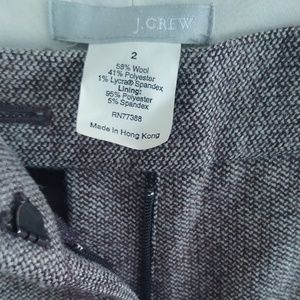 J.CREW
2
58% Wool
41% Polyester
1% Lycra® Spandex
Lining:
95% Polyester
5% Spandex
RN77388
Made in Hong Kong